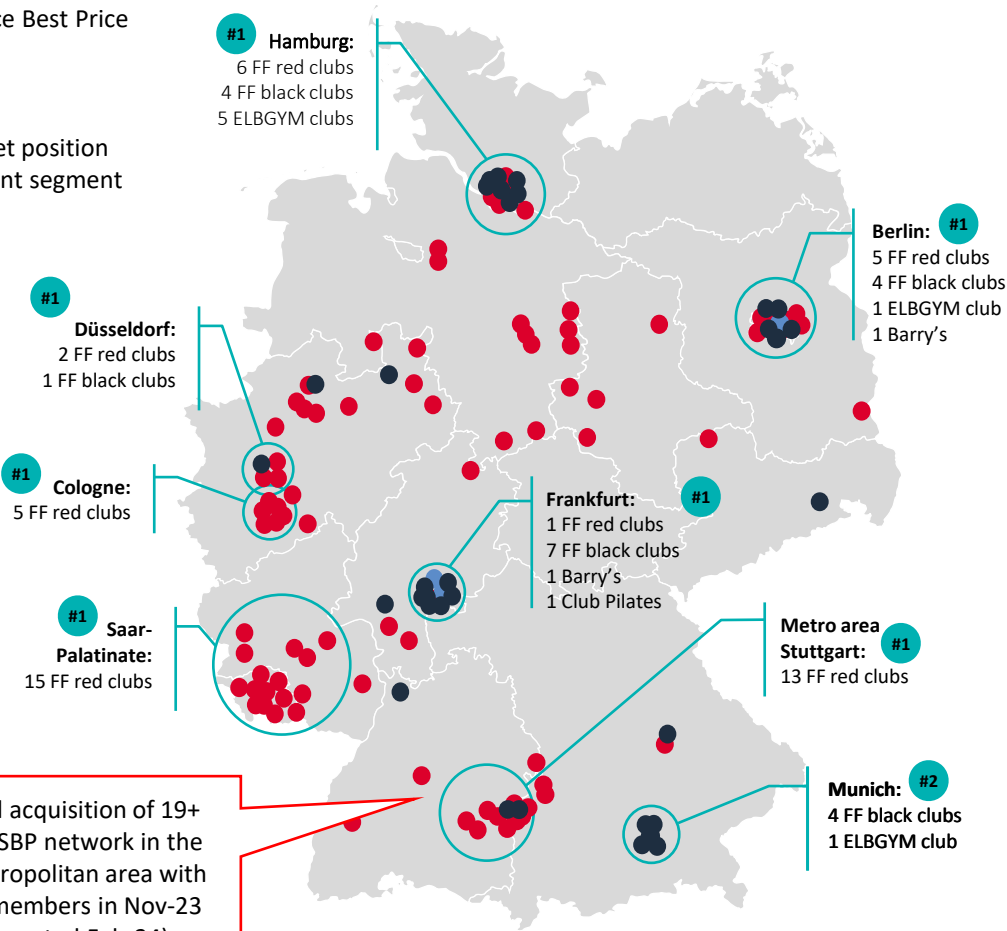 ce Best Price
et position
nt segment
#1
Hamburg:
6 FF red clubs
4 FF black clubs
5 ELBGYM clubs
Berlin: #1
5 FF red clubs
4 FF black clubs
1 ELBGYM club
1 Barry's
#1
Düsseldorf:
2 FF red clubs
1 FF black clubs
#1
Cologne:
5 FF red clubs
Frankfurt: #1
1 FF red clubs
7 FF black clubs
1 Barry's
1 Club Pilates
#1
Saar-
Palatinate:
15 FF red clubs
Metro area
Stuttgart: #1
13 FF red clubs
Munich: #2
4 FF black clubs
1 ELBGYM club
l acquisition of 19+
SBP network in the
ropolitan area with
members in Nov-23